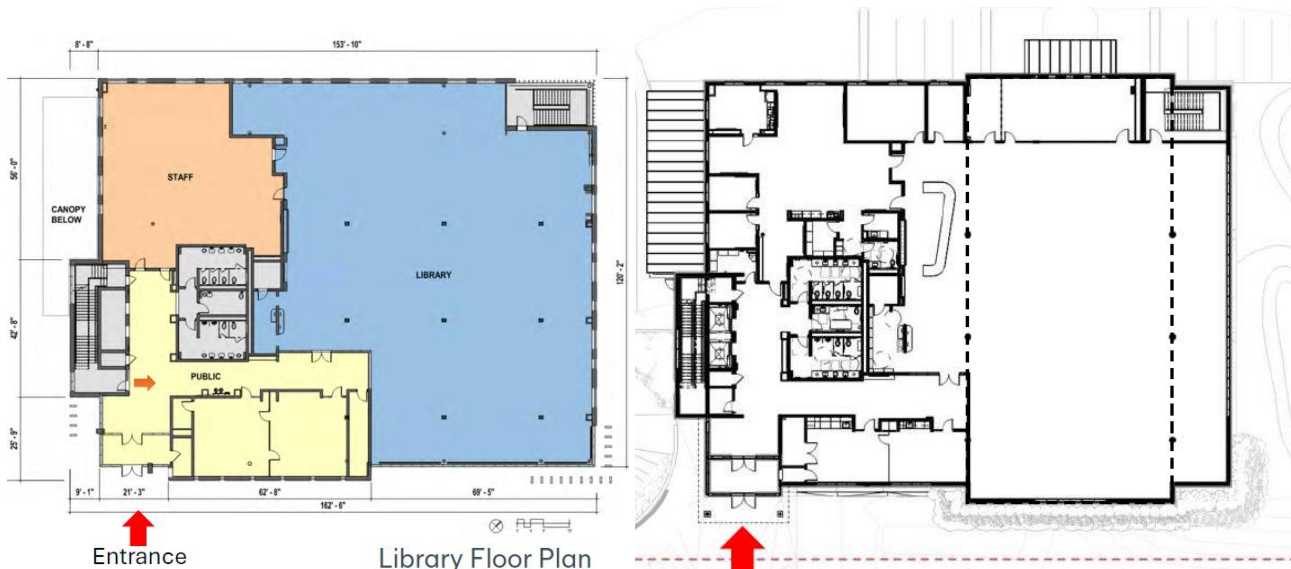 8' - 8"
153' - 10"
STAFF
56' - 0"
CANOPY
BELOW
LIBRARY
120' - 2"
42' - 8"
PUBLIC
25' - 9"
9' - 1"
21' - 3"
62' - 8"
69' - 5"
162' - 6"
Entrance
Library Floor Plan